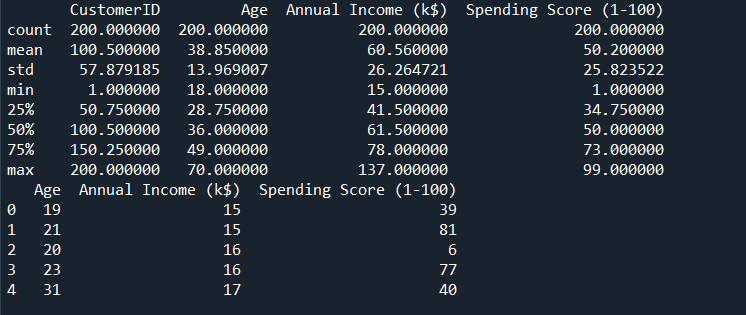 CustomerID Age Annual Income (k$) Spending Score (1-100)
count 200.000000 200.000000 200.000000 200.000000
mean 100.500000 38.850000 60.560000 50.200000
std 57.879185 13.969007 26.264721 25.823522
min 1.000000 18.000000 15.000000 1.000000
25% 50.750000 28.750000 41.500000 34.750000
50% 100.500000 36.000000 61.500000 50.000000
75% 150.250000 49.000000 78.000000 73.000000
max 200.000000 70.000000 137.000000 99.000000
Age Annual Income (k$) Spending Score (1-100)
0 19 15 39
1 21 15 81
2 20 16 6
3 23 16 77
4 31 17 40